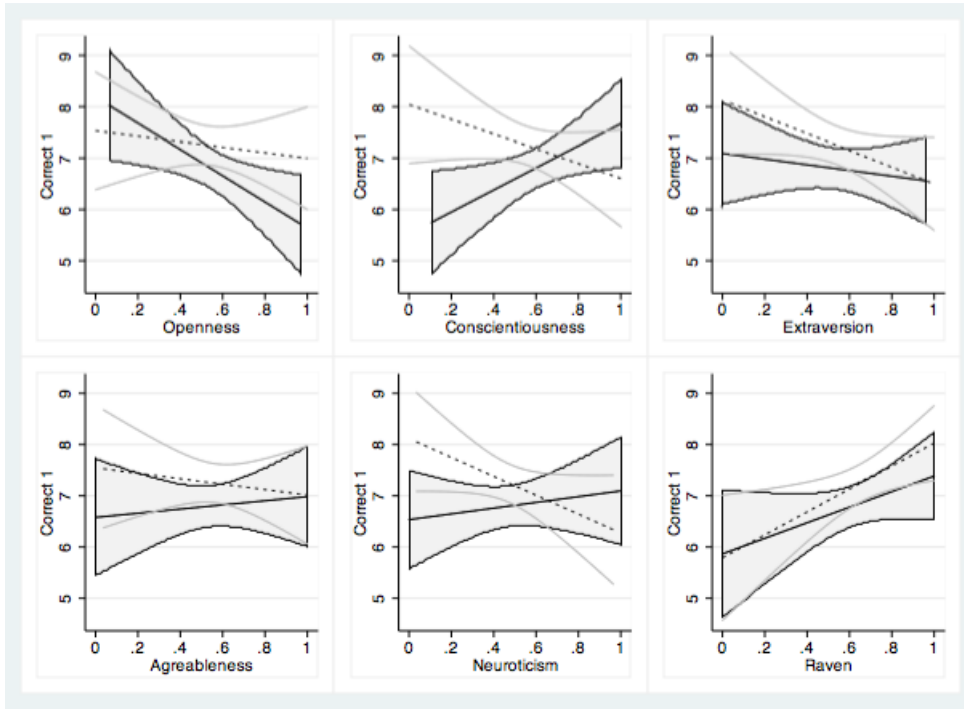 9
8
7
6
5
Correct 1
0 .2 .4 .6 .8 1
Openness
9
8
7
6
5
Correct 1
0 .2 .4 .6 .8 1
Conscientiousness
9
8
7
6
5
Correct 1
0 .2 .4 .6 .8 1
Extraversion
9
8
7
6
5
Correct 1
0 .2 .4 .6 .8 1
Agreableness
9
8
7
6
5
Correct 1
0 .2 .4 .6 .8 1
Neuroticism
9
8
7
6
5
Correct 1
0 .2 .4 .6 .8 1
Raven